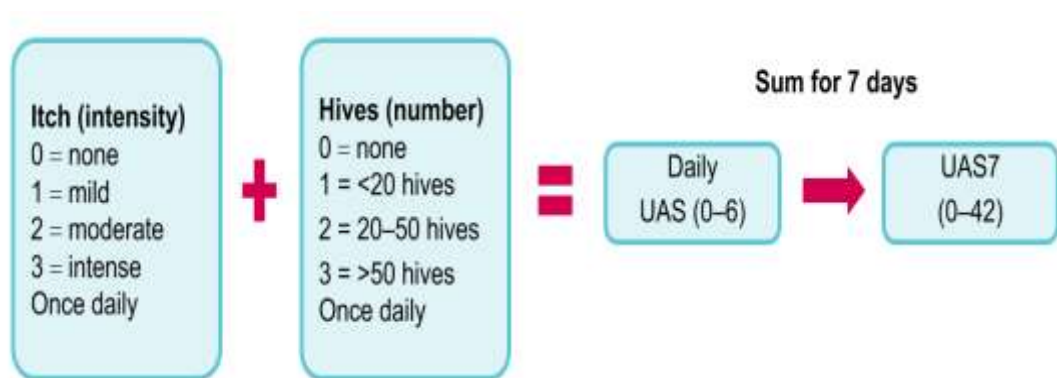 Itch (intensity)
0 = none
1 = mild
2 = moderate
3 = intense
Once daily
+
Hives (number)
0 = none
1 = <20 hives
2 = 20–50 hives
3 = >50 hives
Once daily
=
Sum for 7 days
Daily
UAS (0–6)
UAS7
(0–42)